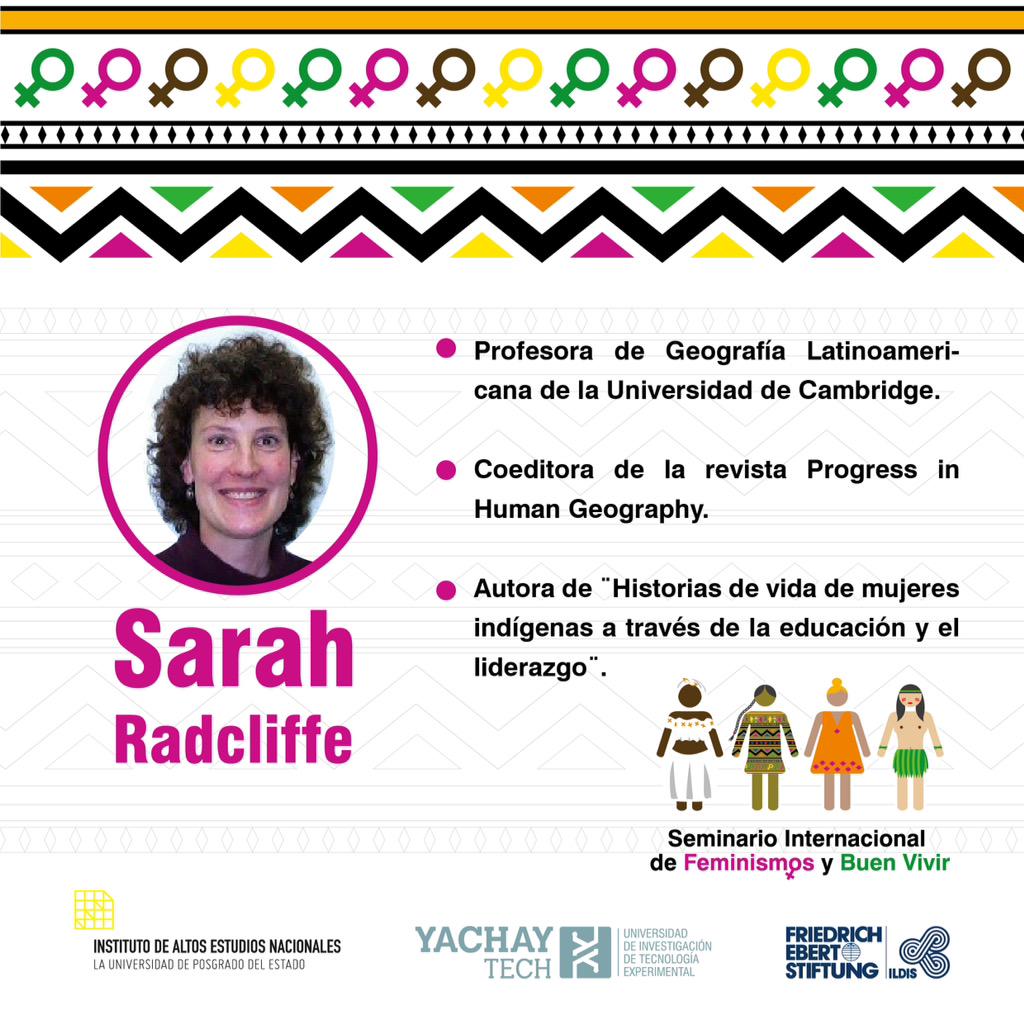 Profesora de Geografía Latinoameri-
cana de la Universidad de Cambridge.
Coeditora de la revista Progress in
Human Geography.
Autora de ¨Historias de vida de mujeres
indígenas a través de la educación y el
liderazgo¨.
Sarah
Radcliffe
Seminario Internacional
de Feminismos y Buen Vivir
INSTITUTO DE ALTOS ESTUDIOS NACIONALES
LA UNIVERSIDAD DE POSGRADO DEL ESTADO
YACHAY
TECH
UNIVERSIDAD
DE INVESTIGACIÓN
DE TECNOLOGÍA
EXPERIMENTAL
FRIEDRICH
EBERT
STIFTUNG
ILDIS